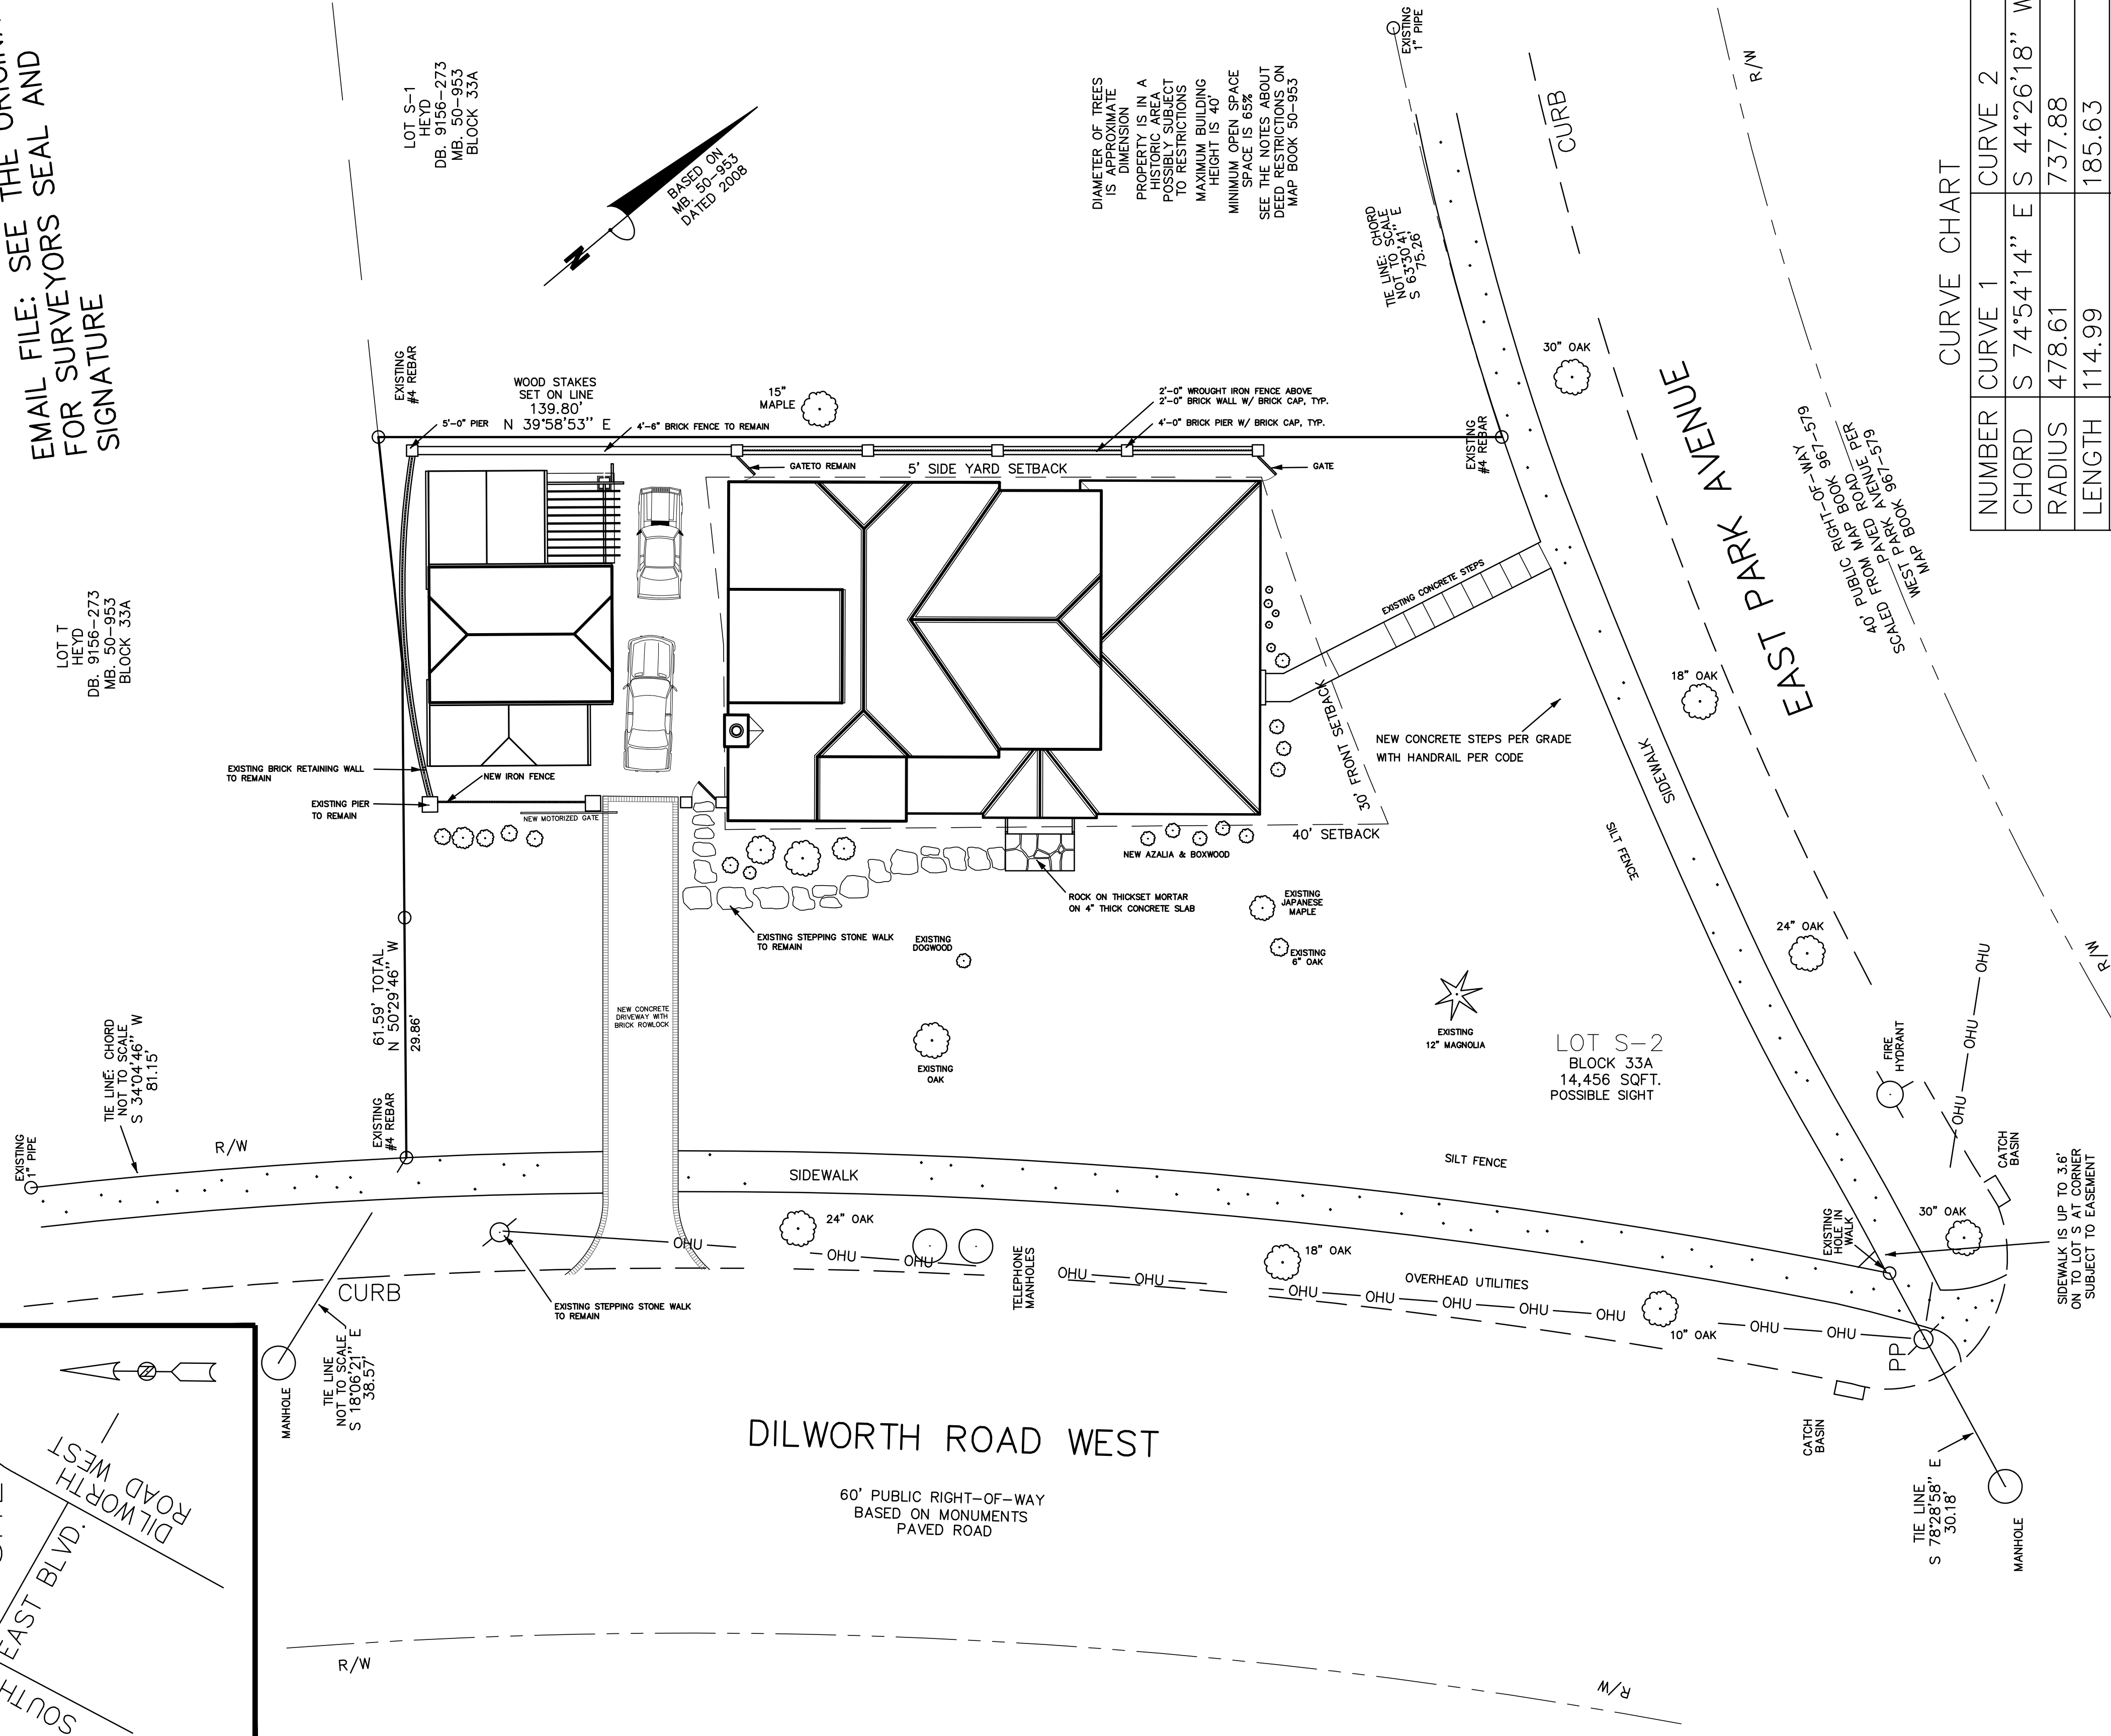 EMAIL FILE: SEE THE
FOR SURVEYORS SEAL AND
SIGNATURE
LOT S-1
HEYD
DB. 9156-273
MB. 50-953
BLOCK 33A
N
BASED ON
MB. 50-953
DATED 2008
DIAMETER OF TREES
IS APPROXIMATE
DIMENSION
PROPERTY IS IN A
HISTORIC AREA
POSSIBLY SUBJECT
TO RESTRICTIONS
MAXIMUM BUILDING
HEIGHT IS 40'
MINIMUM OPEN SPACE
SPACE IS 65%
SEE THE NOTES ABOUT
DEED RESTRICTIONS ON
MAP BOOK 50-953
EXISTING
1" PIPE
CURB
R/W
TIE LINE: CHORD
NOT TO SCALE
S 63°30'41" E
75.26'
CURVE CHART
NUMBER CURVE 1 CURVE 2
CHORD S 74°54'14" E S 44°26'18" W
RADIUS 478.61 737.88
LENGTH 114.99 185.63
EXISTING
#4 REBAR
WOOD STAKES
SET ON LINE
139.80'
N 39°58'53" E
5'-0" PIER
4'-6" BRICK FENCE TO REMAIN
15"
MAPLE
2'-0" WROUGHT IRON FENCE ABOVE
2'-0" BRICK WALL W/ BRICK CAP, TYP.
4'-0" BRICK PIER W/ BRICK CAP, TYP.
GATETO REMAIN
5' SIDE YARD SETBACK
GATE
EXISTING
#4 REBAR
30" OAK
EAST PARK AVENUE
40' PUBLIC RIGHT-OF-WAY
SCALED FROM MAP BOOK 967-579
PAVED ROAD PER
WEST PARK AVENUE PER
MAP BOOK 967-579
LOT T
HEYD
DB. 9156-273
MB. 50-953
BLOCK 33A
EXISTING CONCRETE STEPS
18" OAK
30' FRONT SETBACK
NEW CONCRETE STEPS PER GRADE
WITH HANDRAIL PER CODE
SIDEWALK
SILT FENCE
EXISTING BRICK RETAINING WALL
TO REMAIN
NEW IRON FENCE
EXISTING PIER
TO REMAIN
NEW MOTORIZED GATE
40' SETBACK
NEW AZALIA & BOXWOOD
ROCK ON THICKSET MORTAR
ON 4" THICK CONCRETE SLAB
EXISTING
JAPANESE
MAPLE
EXISTING STEPPING STONE WALK
TO REMAIN
EXISTING
DOGWOOD
EXISTING
6" OAK
24" OAK
OHU
OHU
OHU
R/W
61.59' TOTAL
N 50°29'46" W
29.86'
NEW CONCRETE
DRIVEWAY WITH
BRICK ROWLOCK
EXISTING
OAK
EXISTING
12" MAGNOLIA
LOT S-2
BLOCK 33A
14,456 SQFT.
POSSIBLE SIGHT
FIRE
HYDRANT
TIE LINE: CHORD
NOT TO SCALE
S 34°04'46" W
81.15'
EXISTING
1" PIPE
R/W
EXISTING
#4 REBAR
SIDEWALK
SILT FENCE
CATCH
BASIN
SIDEWALK IS UP TO 3.6'
ON TO LOT S AT CORNER
SUBJECT TO EASEMENT
EXISTING
HOLE IN
WALK
30" OAK
24" OAK
OHU
OHU
OHU
TELEPHONE
MANHOLES
OHU
OHU
18" OAK
OVERHEAD UTILITIES
OHU
OHU
OHU
OHU
OHU
10" OAK
OHU
OHU
PP
CURB
EXISTING STEPPING STONE WALK
TO REMAIN
TIE LINE
NOT TO SCALE
S 18°06'21" E
38.57'
MANHOLE
CATCH
BASIN
TIE LINE
S 78°28'58" E
30.18'
MANHOLE
DILWORTH ROAD WEST
60' PUBLIC RIGHT-OF-WAY
BASED ON MONUMENTS
PAVED ROAD
R/W
R/W
N
DILWORTH
ROAD WEST
EAST BLVD.
SOUTH